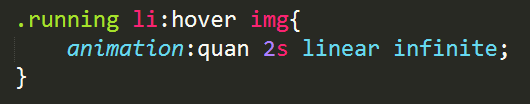 .running li:hover img{
    animation:quan 2s linear infinite;
}